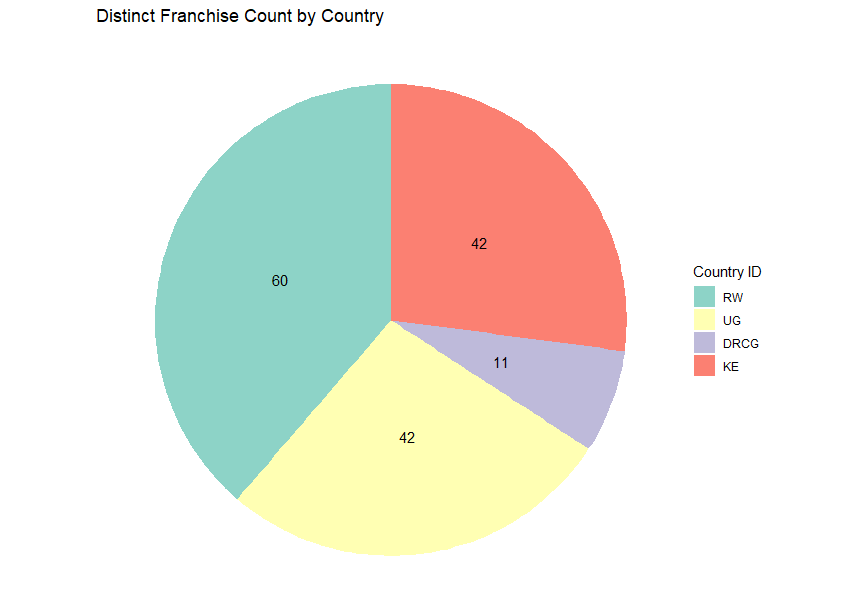 Distinct Franchise Count by Country
42
60
11
42
Country ID
RW
UG
DRCG
KE